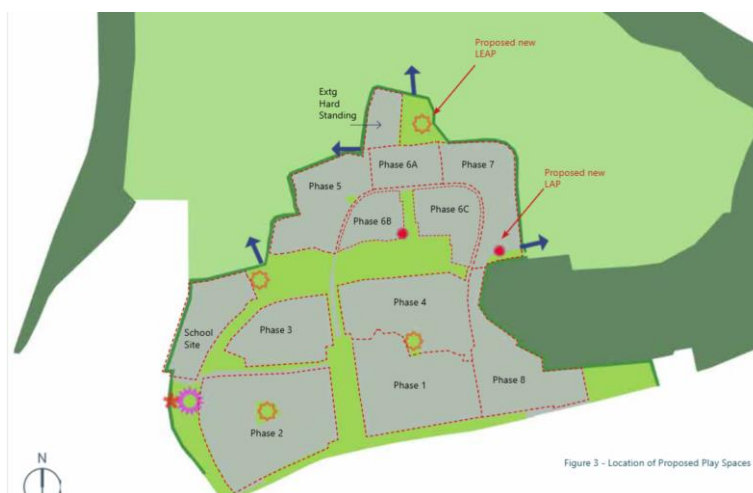 Proposed new
LEAP
Extg
Hard
Standing
Phase 6A
Phase 7
Phase 5
Proposed new
LAP
Phase 6B
Phase 6C
Phase 4
School
Site
Phase 3
Phase 1
Phase 8
Phase 2
N
Figure 3 - Location of Proposed Play Spaces